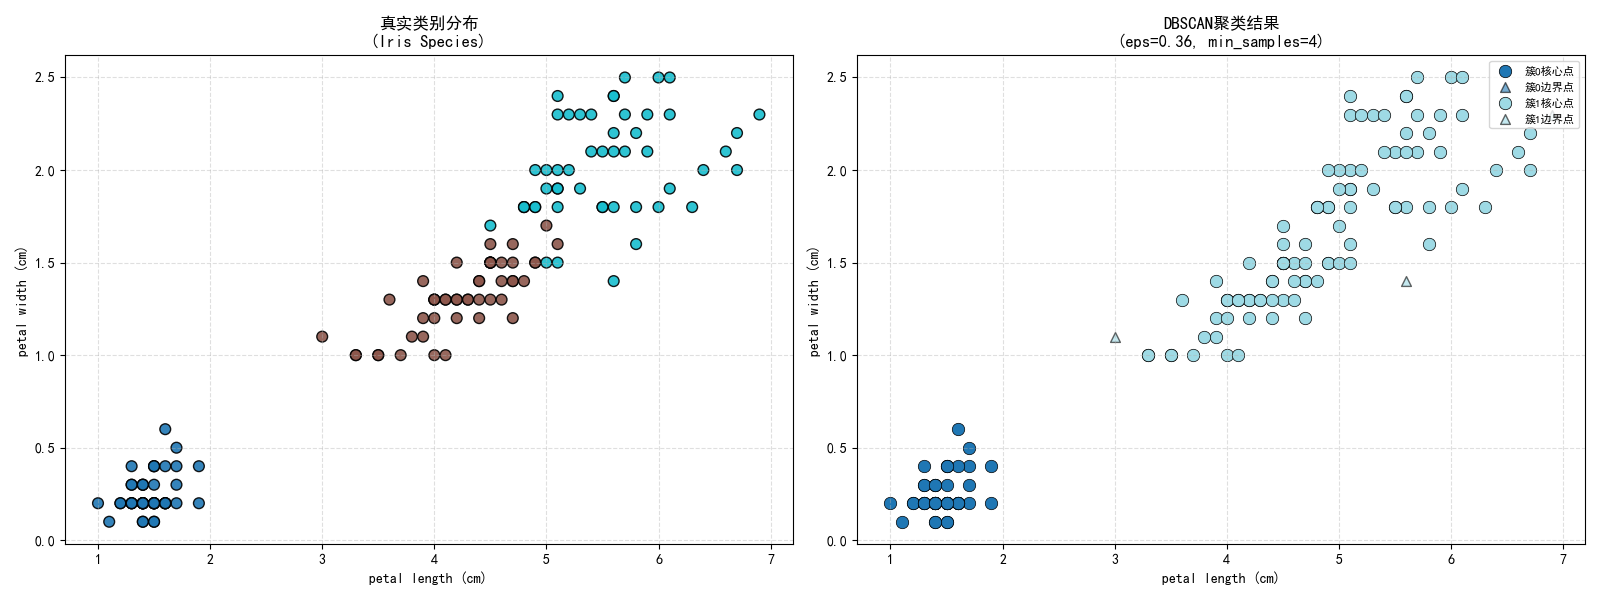 真实类别分布
(Iris Species)
petal width (cm)
2.5
2.0
1.5
1.0
0.5
0.0
1 2 3 4 5 6 7
petal length (cm)
DBSCAN聚类结果
(eps=0.36, min_samples=4)
簇0核心点
簇0边界点
簇1核心点
簇1边界点
petal width (cm)
2.5
2.0
1.5
1.0
0.5
0.0
1 2 3 4 5 6 7
petal length (cm)